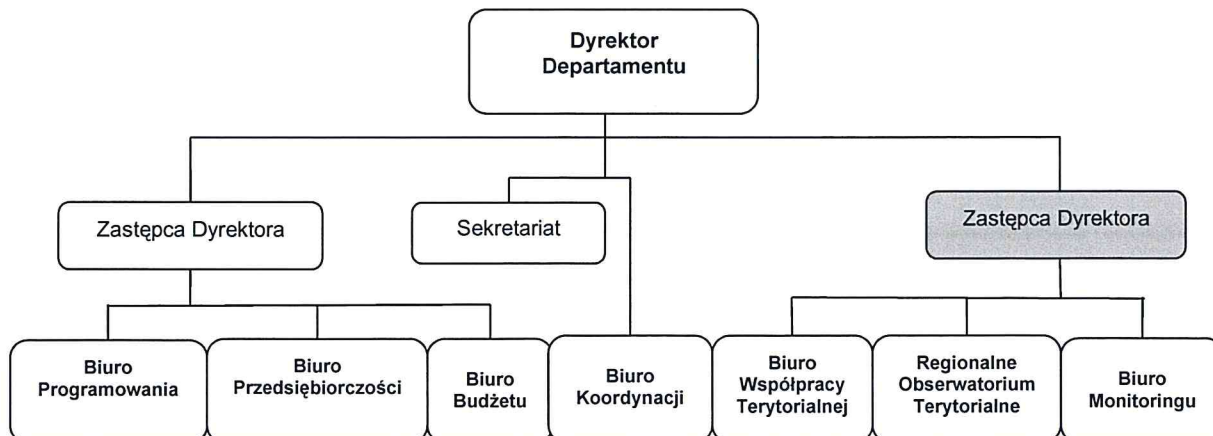 Dyrektor
Departamentu
Zastępca Dyrektora
Sekretariat
Zastępca Dyrektora
Biuro
Programowania
Biuro
Przedsiębiorczości
Biuro
Budżetu
Biuro
Koordynacji
Biuro
Współpracy
Terytorialnej
Regionalne
Obserwatorium
Terytorialne
Biuro
Monitoringu